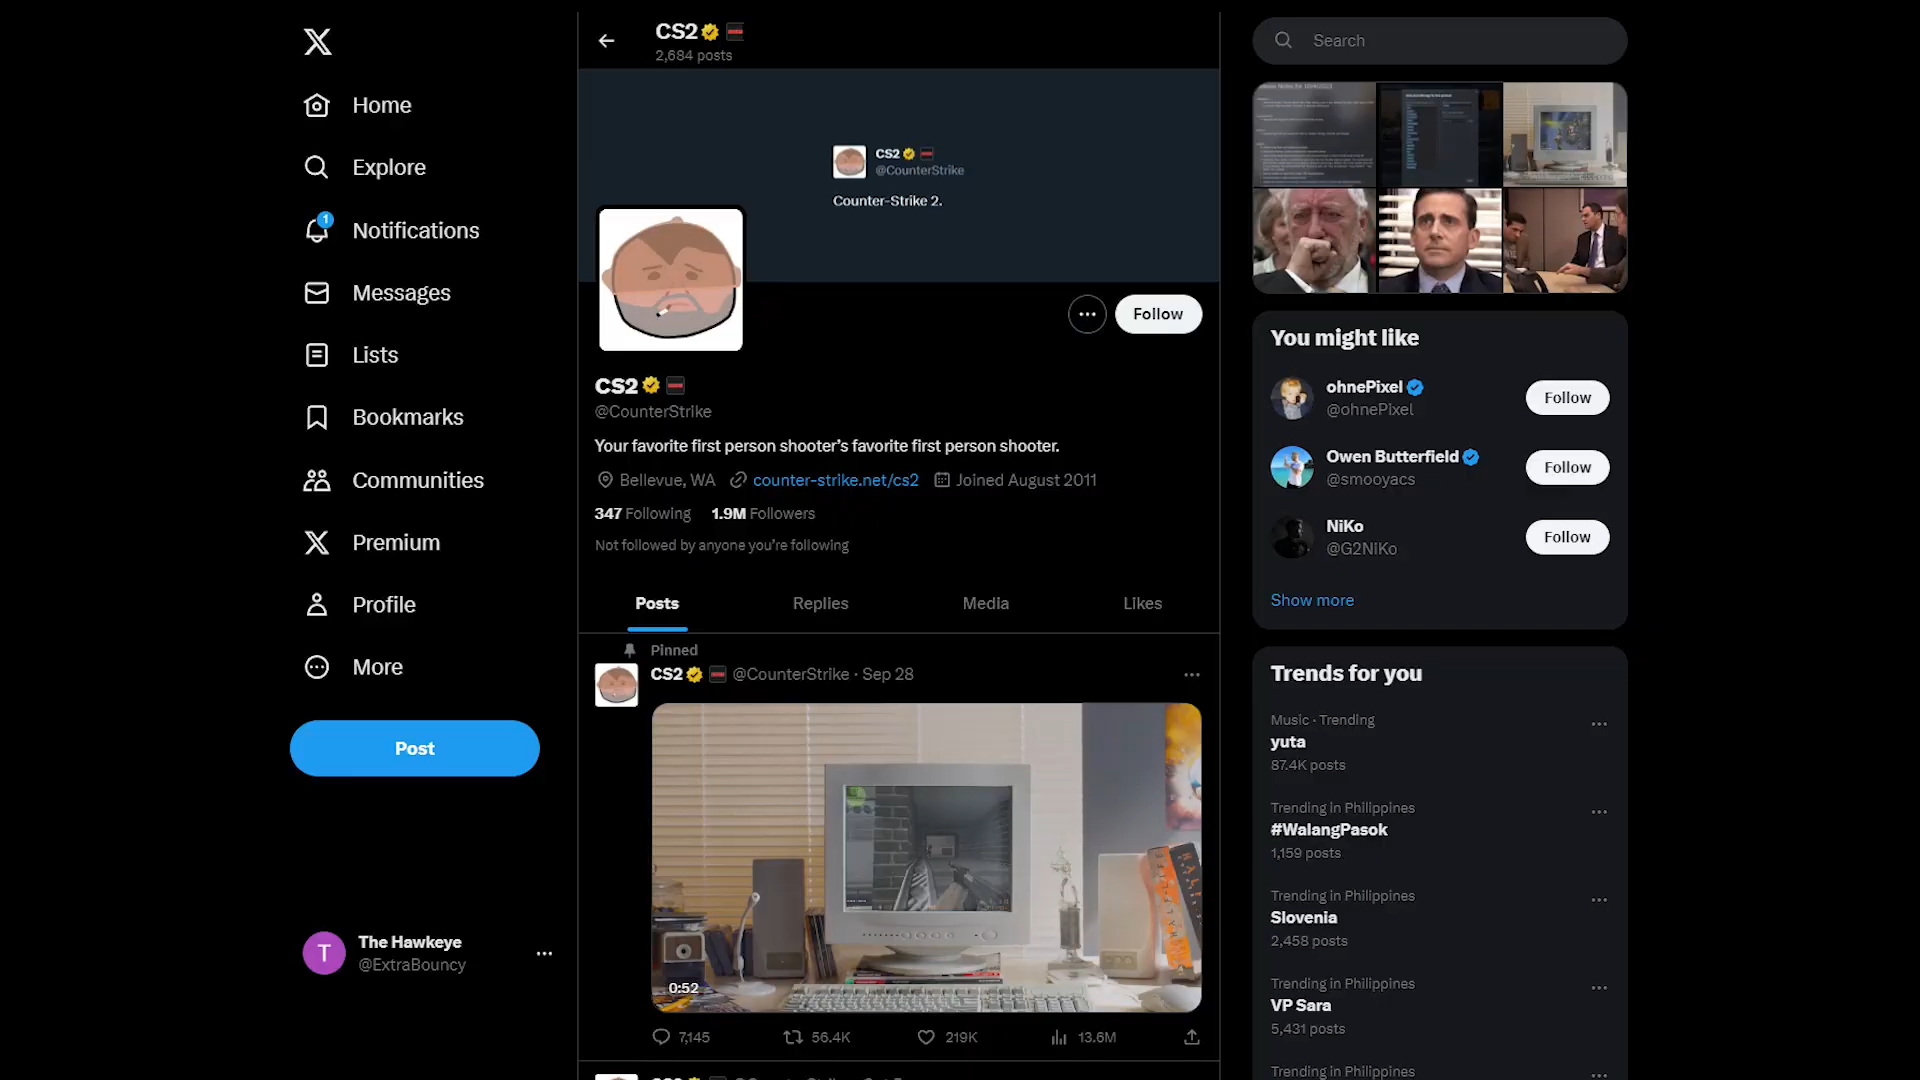 Home
Explore
1
Notifications
Messages
Lists
Bookmarks
Communities
Premium
Profile
More
Post
T
The Hawkeye
@ExtraBouncy
CS2
2,684 posts
CS2
@CounterStrike
Counter-Strike 2.
Follow
CS2
@CounterStrike
Your favorite first person shooter’s favorite first person shooter.
Bellevue, WA counter-strike.net/cs2 Joined August 2011
347 Following 1.9M Followers
Not followed by anyone you’re following
Posts Replies Media Likes
Pinned
CS2 @CounterStrike · Sep 28
0:52
7,145 56.4K 219K 13.6M
Search
You might like
ohnePixel
@ohnePixel
Follow
Owen Butterfield
@smooyacs
Follow
NiKo
@G2NiKo
Follow
Show more
Trends for you
Music · Trending
yuta
87.4K posts
Trending in Philippines
#WalangPasok
1,159 posts
Trending in Philippines
Slovenia
2,458 posts
Trending in Philippines
VP Sara
5,431 posts
Trending in Philippines